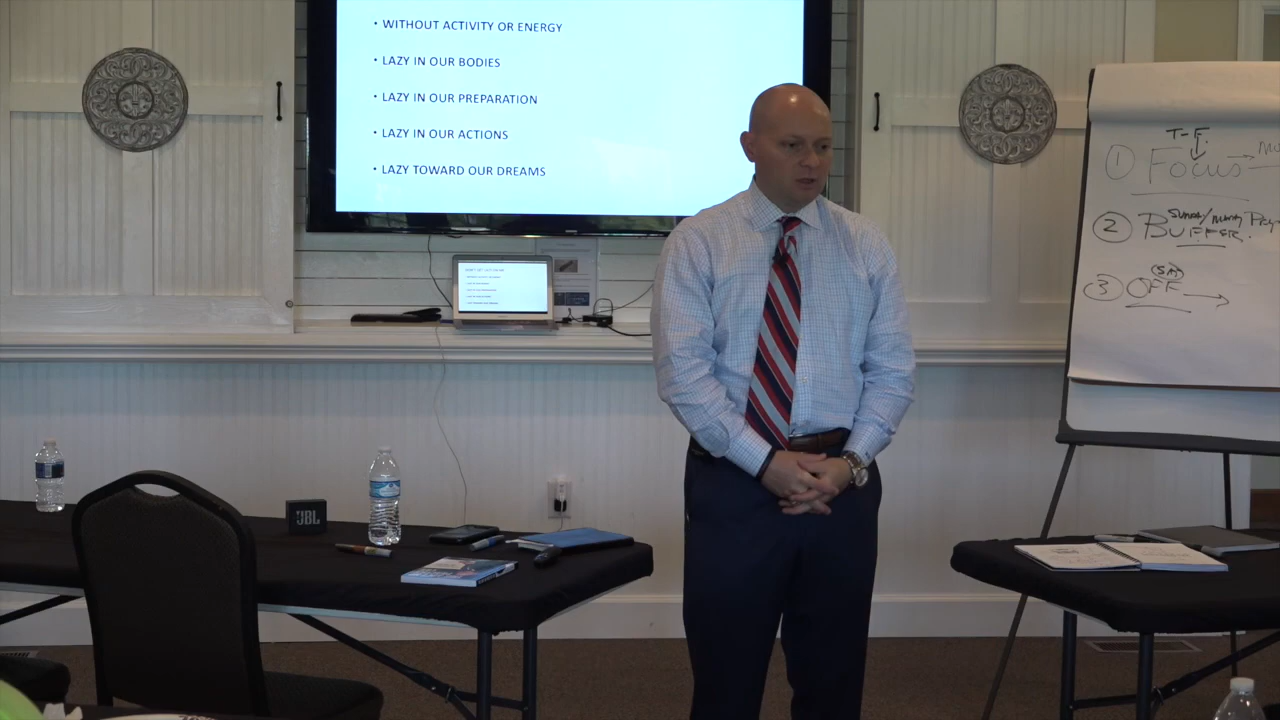 • WITHOUT ACTIVITY OR ENERGY
• LAZY IN OUR BODIES
• LAZY IN OUR PREPARATION
• LAZY IN OUR ACTIONS
• LAZY TOWARD OUR DREAMS
T-F.
① Focus →
② BUFFER.
③ OFF →
JBL